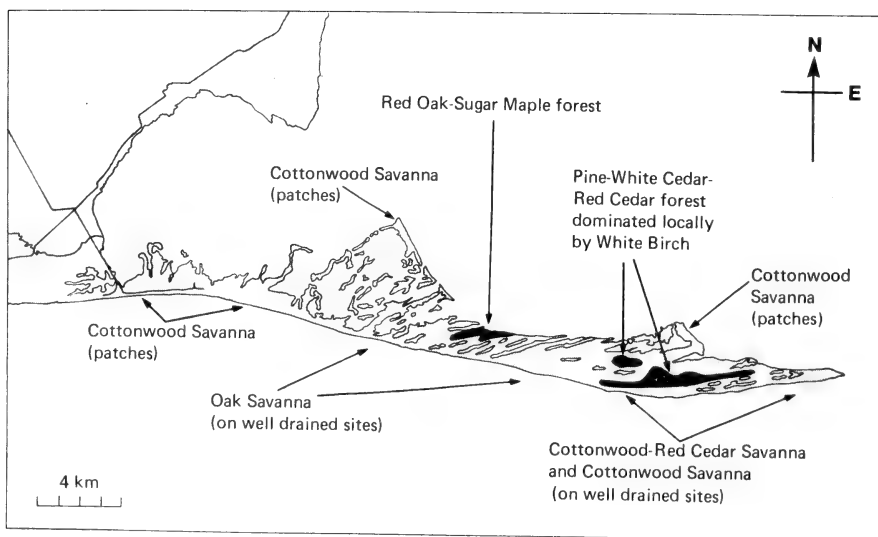 N
E
Red Oak-Sugar Maple forest
Cottonwood Savanna
(patches)
Pine-White Cedar-
Red Cedar forest
dominated locally
by White Birch
Cottonwood
Savanna
(patches)
Cottonwood Savanna
(patches)
Oak Savanna
(on well drained sites)
Cottonwood-Red Cedar Savanna
and Cottonwood Savanna
(on well drained sites)
4 km